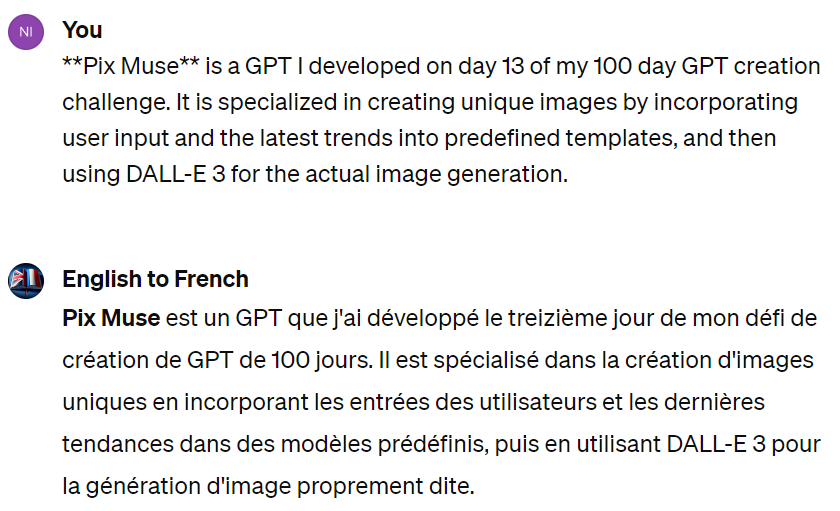 NI
You
**Pix Muse** is a GPT I developed on day 13 of my 100 day GPT creation
challenge. It is specialized in creating unique images by incorporating
user input and the latest trends into predefined templates, and then
using DALL-E 3 for the actual image generation.
English to French
Pix Muse est un GPT que j'ai développé le treizième jour de mon défi de
création de GPT de 100 jours. Il est spécialisé dans la création d'images
uniques en incorporant les entrées des utilisateurs et les dernières
tendances dans des modèles prédéfinis, puis en utilisant DALL-E 3 pour
la génération d'image proprement dite.